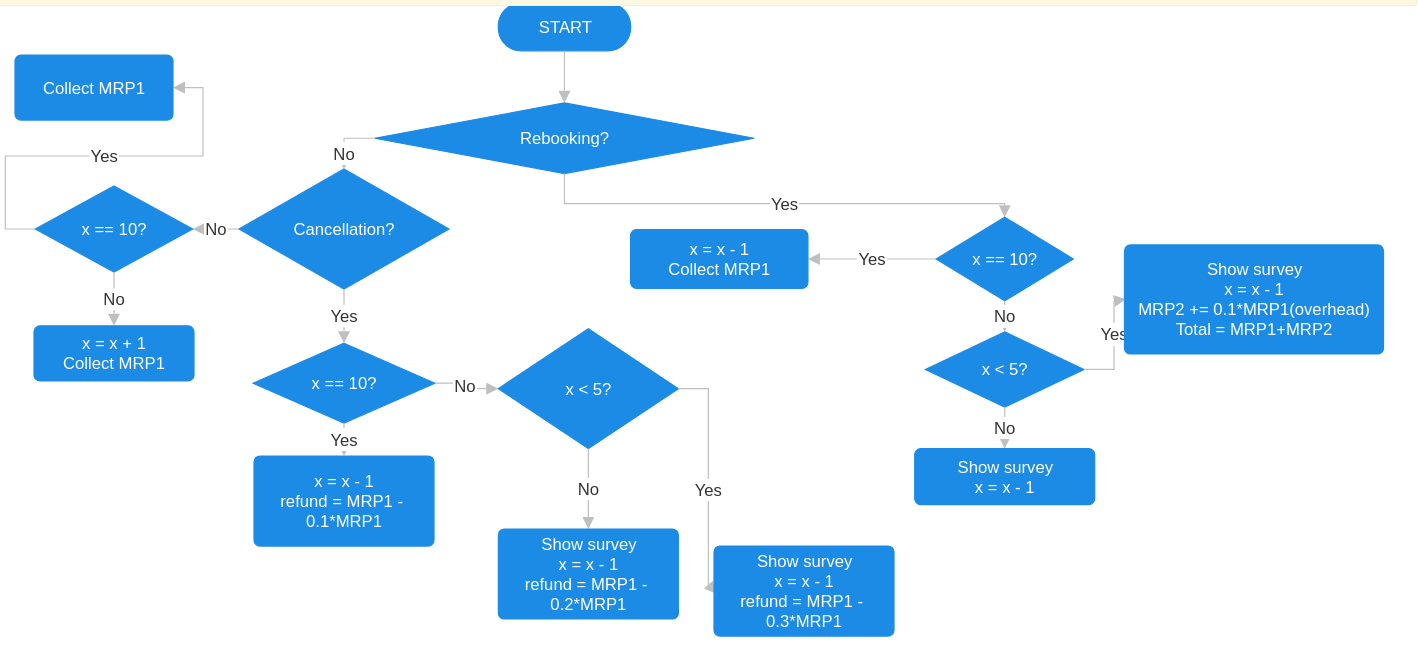 START
Collect MRP1
Rebooking?
No
Yes
x == 10?
No
Cancellation?
Yes
x = x - 1
Collect MRP1
Yes
x == 10?
Show survey
x = x - 1
MRP2 += 0.1*MRP1(overhead)
Total = MRP1+MRP2
No
x = x + 1
Collect MRP1
Yes
No
Yes
x == 10?
No
x < 5?
x < 5?
Yes
x = x - 1
refund = MRP1 -
0.1*MRP1
No
Show survey
x = x - 1
No
Yes
Show survey
x = x - 1
refund = MRP1 -
0.2*MRP1
Show survey
x = x - 1
refund = MRP1 -
0.3*MRP1